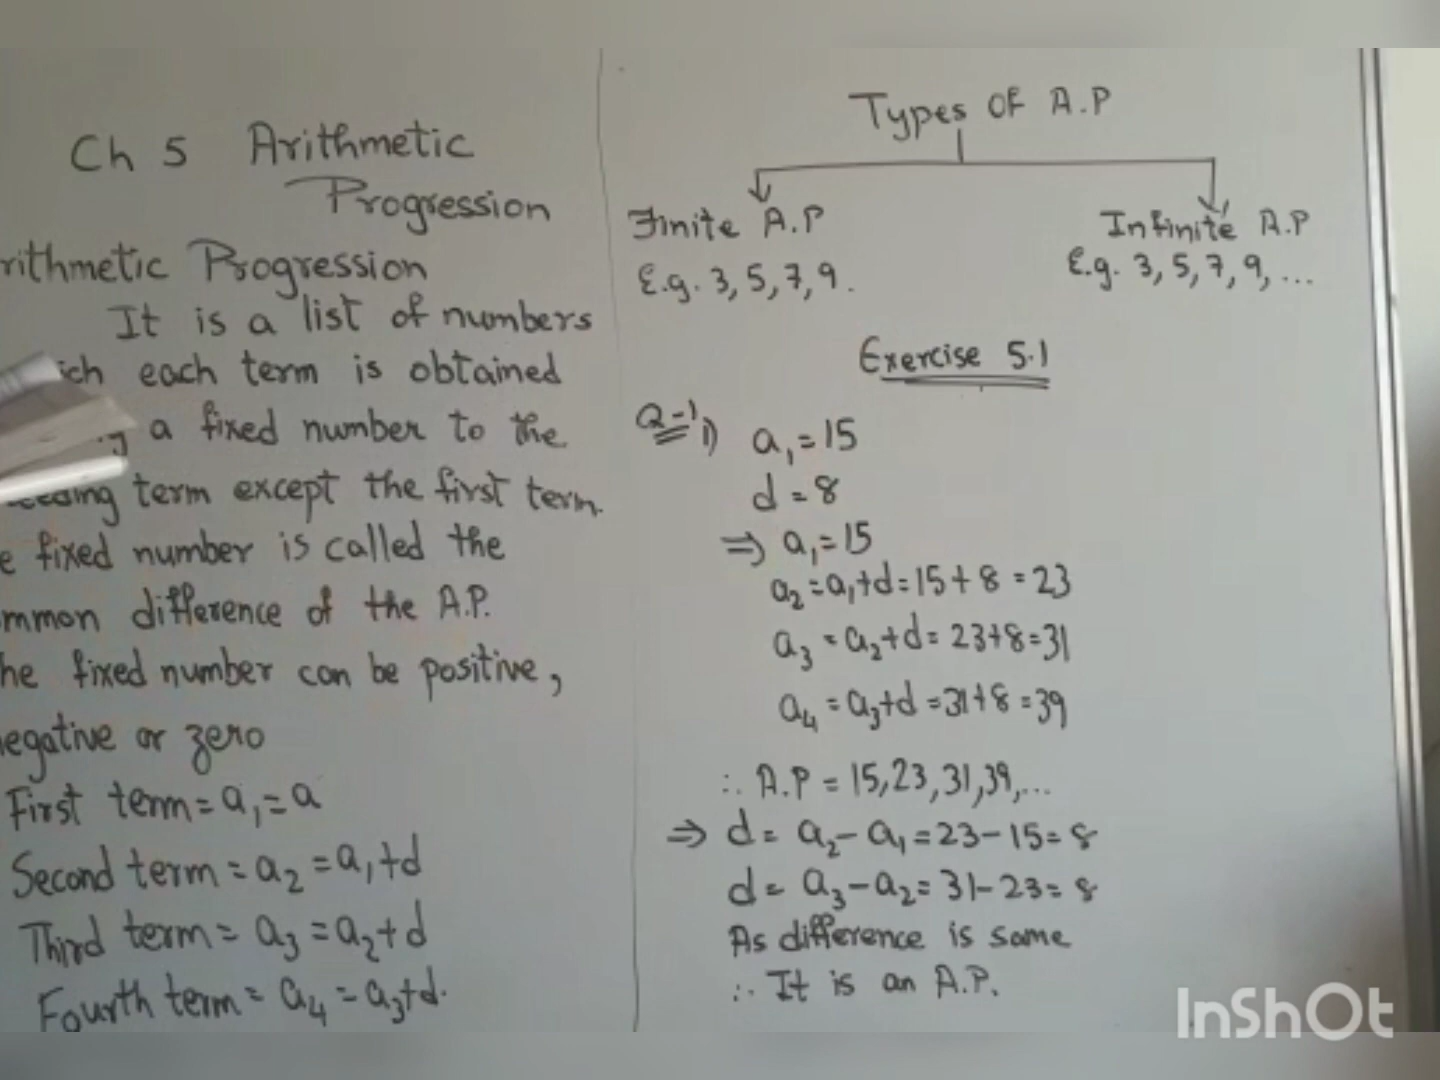 Ch 5 Arithmetic
Progression
rithmetic Progression
It is a list of numbers
ich each term is obtained
a fixed number to the
eeding term except the first term.
e fixed number is called the
mmon difference of the A.P.
he fixed number can be positive,
negative or zero
First term = a₁ = a
Second term = a₂ = a₁+d
Third term = a₃ = a₂+d
Fourth term = a₄ = a₃+d.
Types OF A.P
Finite A.P
E.g. 3, 5, 7, 9.
Infinite A.P
E.g. 3, 5, 7, 9, ...
Exercise 5.1
Q-1 i) a₁ = 15
d = 8
⇒ a₁ = 15
a₂ = a₁+d = 15 + 8 = 23
a₃ = a₂+d = 23+8 = 31
a₄ = a₃+d = 31+8 = 39
∴ A.P = 15, 23, 31, 39, ...
⇒ d = a₂ - a₁ = 23 - 15 = 8
d = a₃ - a₂ = 31 - 23 = 8
As difference is same
∴ It is an A.P.
InShOt